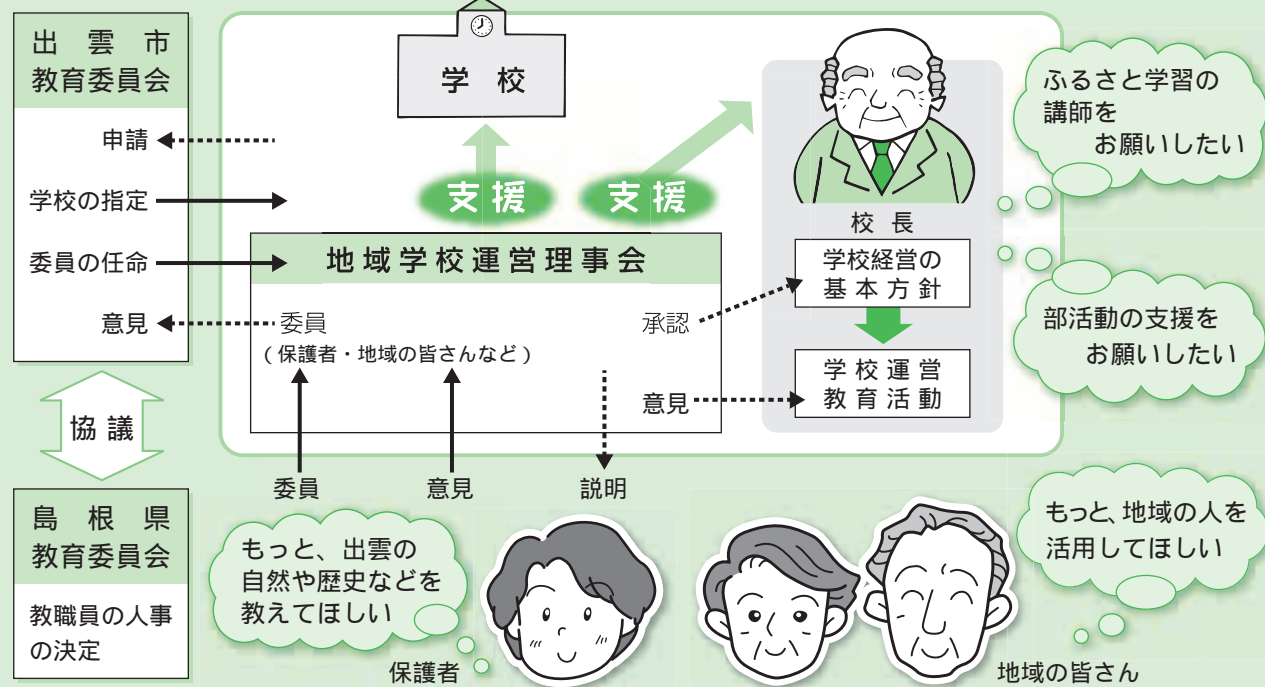 出雲市
教育委員会
申請
学校の指定
委員の任命
意見
協議
島根県
教育委員会
教職員の人事
の決定
学校
支援
支援
地域学校運営理事会
委員
(保護者・地域の皆さんなど)
承認
意見
委員
意見
説明
校長
学校経営の
基本方針
学校運営
教育活動
ふるさと学習の
講師を
お願いしたい
部活動の支援を
お願いしたい
もっと、出雲の
自然や歴史などを
教えてほしい
保護者
もっと、地域の人を
活用してほしい
地域の皆さん